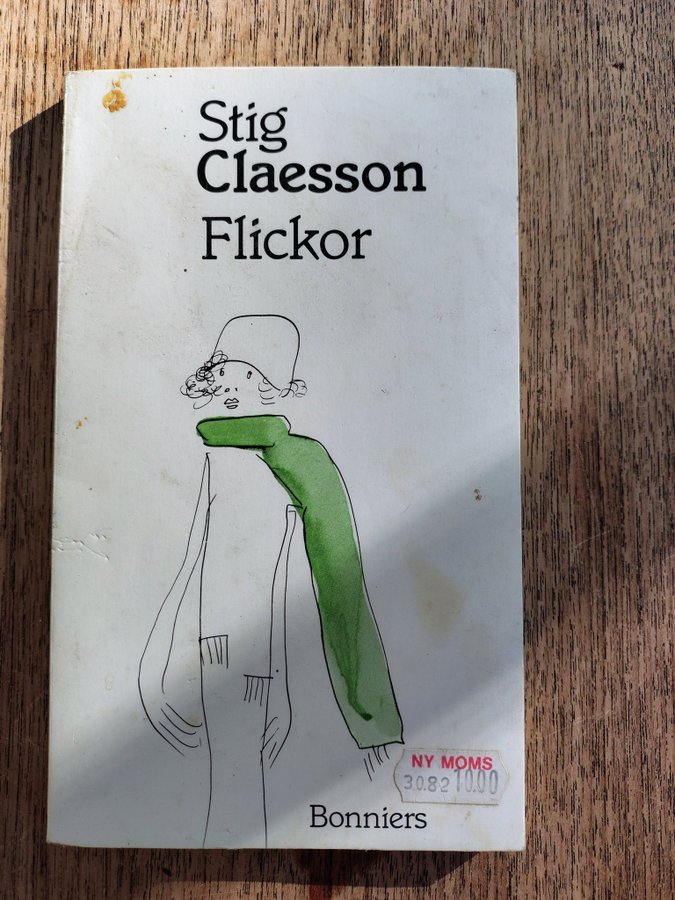 Stig
Claesson
Flickor
NY MOMS
30.82 10.00
Bonniers